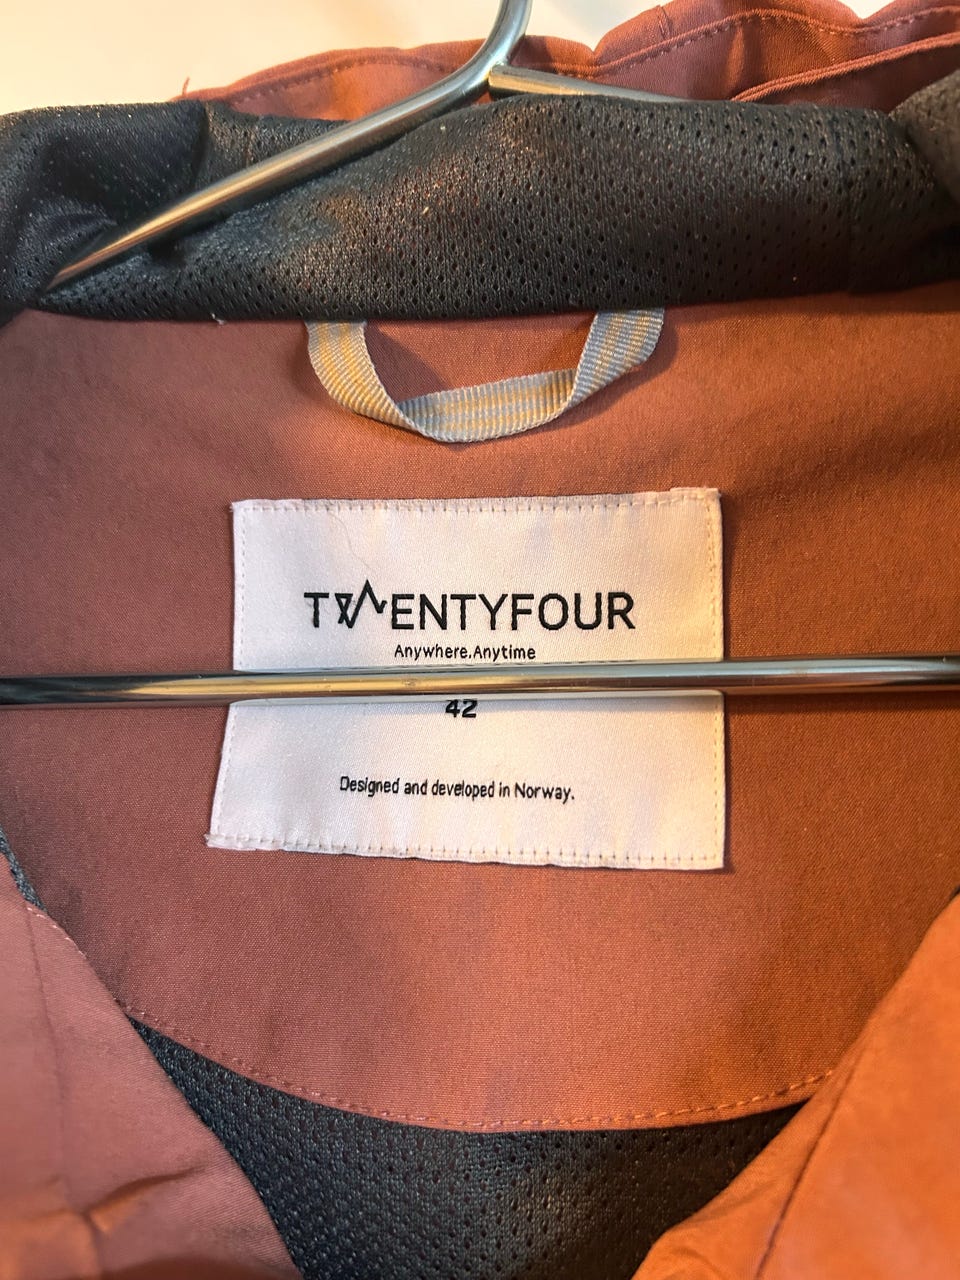 TWENTYFOUR
Anywhere.Anytime
42
Designed and developed in Norway.